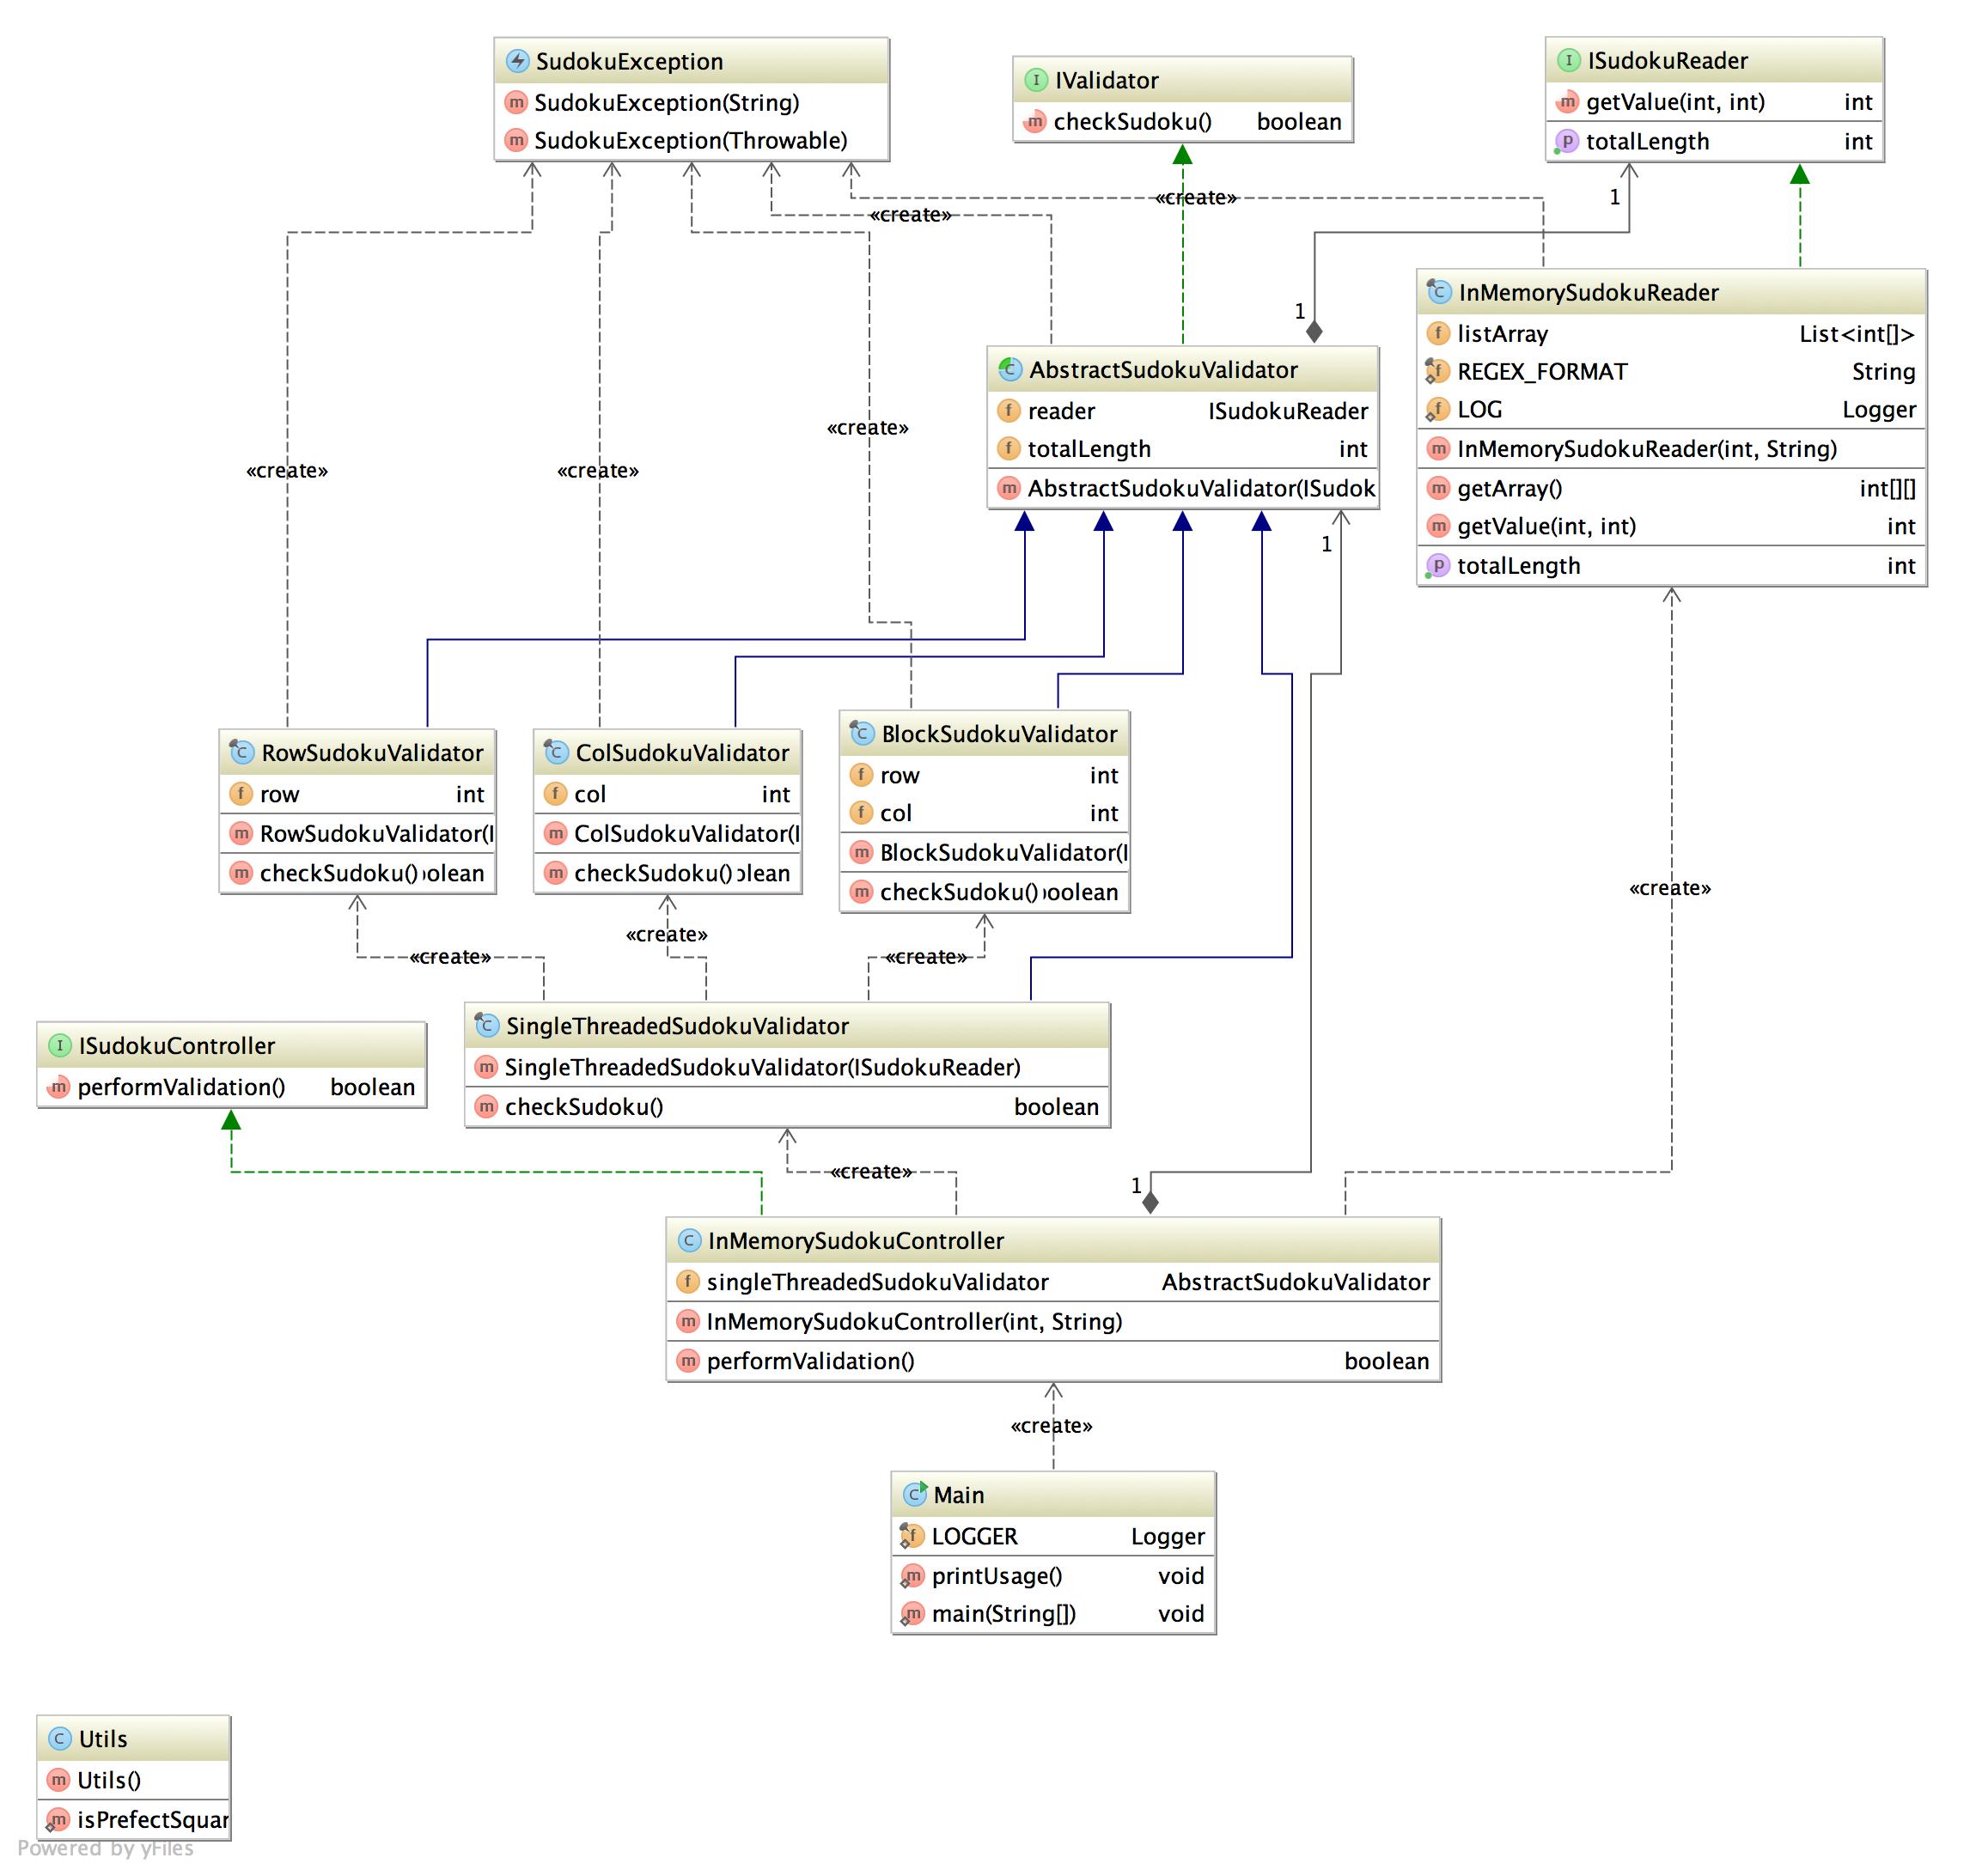 SudokuException
SudokuException(String)
SudokuException(Throwable)
IValidator
checkSudoku() boolean
ISudokuReader
getValue(int, int) int
totalLength int
«create»
«create»
1
1
InMemorySudokuReader
listArray List<int[]>
REGEX_FORMAT String
LOG Logger
InMemorySudokuReader(int, String)
getArray() int[][]
getValue(int, int) int
totalLength int
AbstractSudokuValidator
reader ISudokuReader
totalLength int
AbstractSudokuValidator(ISudok
1
«create»
«create»
«create»
RowSudokuValidator
row int
RowSudokuValidator(I
checkSudoku() olean
ColSudokuValidator
col int
ColSudokuValidator(I
checkSudoku() olean
BlockSudokuValidator
row int
col int
BlockSudokuValidator(I
checkSudoku() boolean
«create»
«create»
«create»
«create»
SingleThreadedSudokuValidator
SingleThreadedSudokuValidator(ISudokuReader)
checkSudoku() boolean
ISudokuController
performValidation() boolean
«create»
1
InMemorySudokuController
singleThreadedSudokuValidator AbstractSudokuValidator
InMemorySudokuController(int, String)
performValidation() boolean
«create»
Main
LOGGER Logger
printUsage() void
main(String[]) void
Utils
Utils()
isPrefectSquar
Powered by yFiles